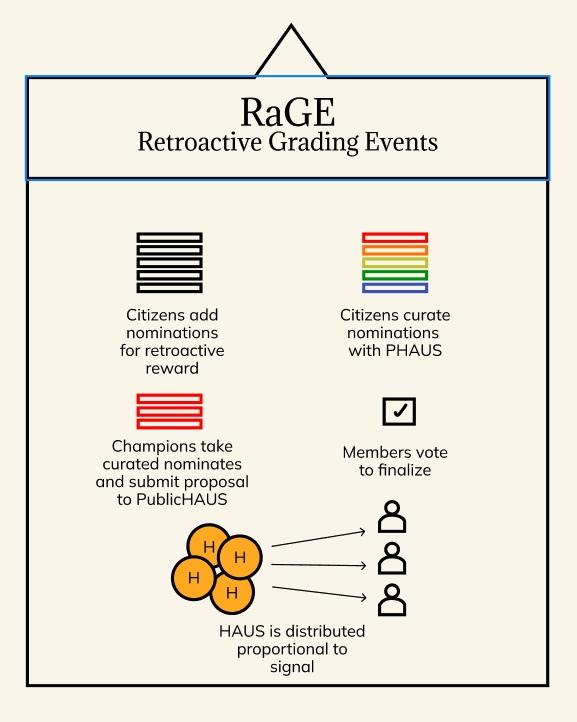 RaGE
Retroactive Grading Events
Citizens add
nominations
for retroactive
reward
Citizens curate
nominations
with PHAUS
Champions take
curated nominates
and submit proposal
to PublicHAUS
Members vote
to finalize
H
H
H
H
HAUS is distributed
proportional to
signal